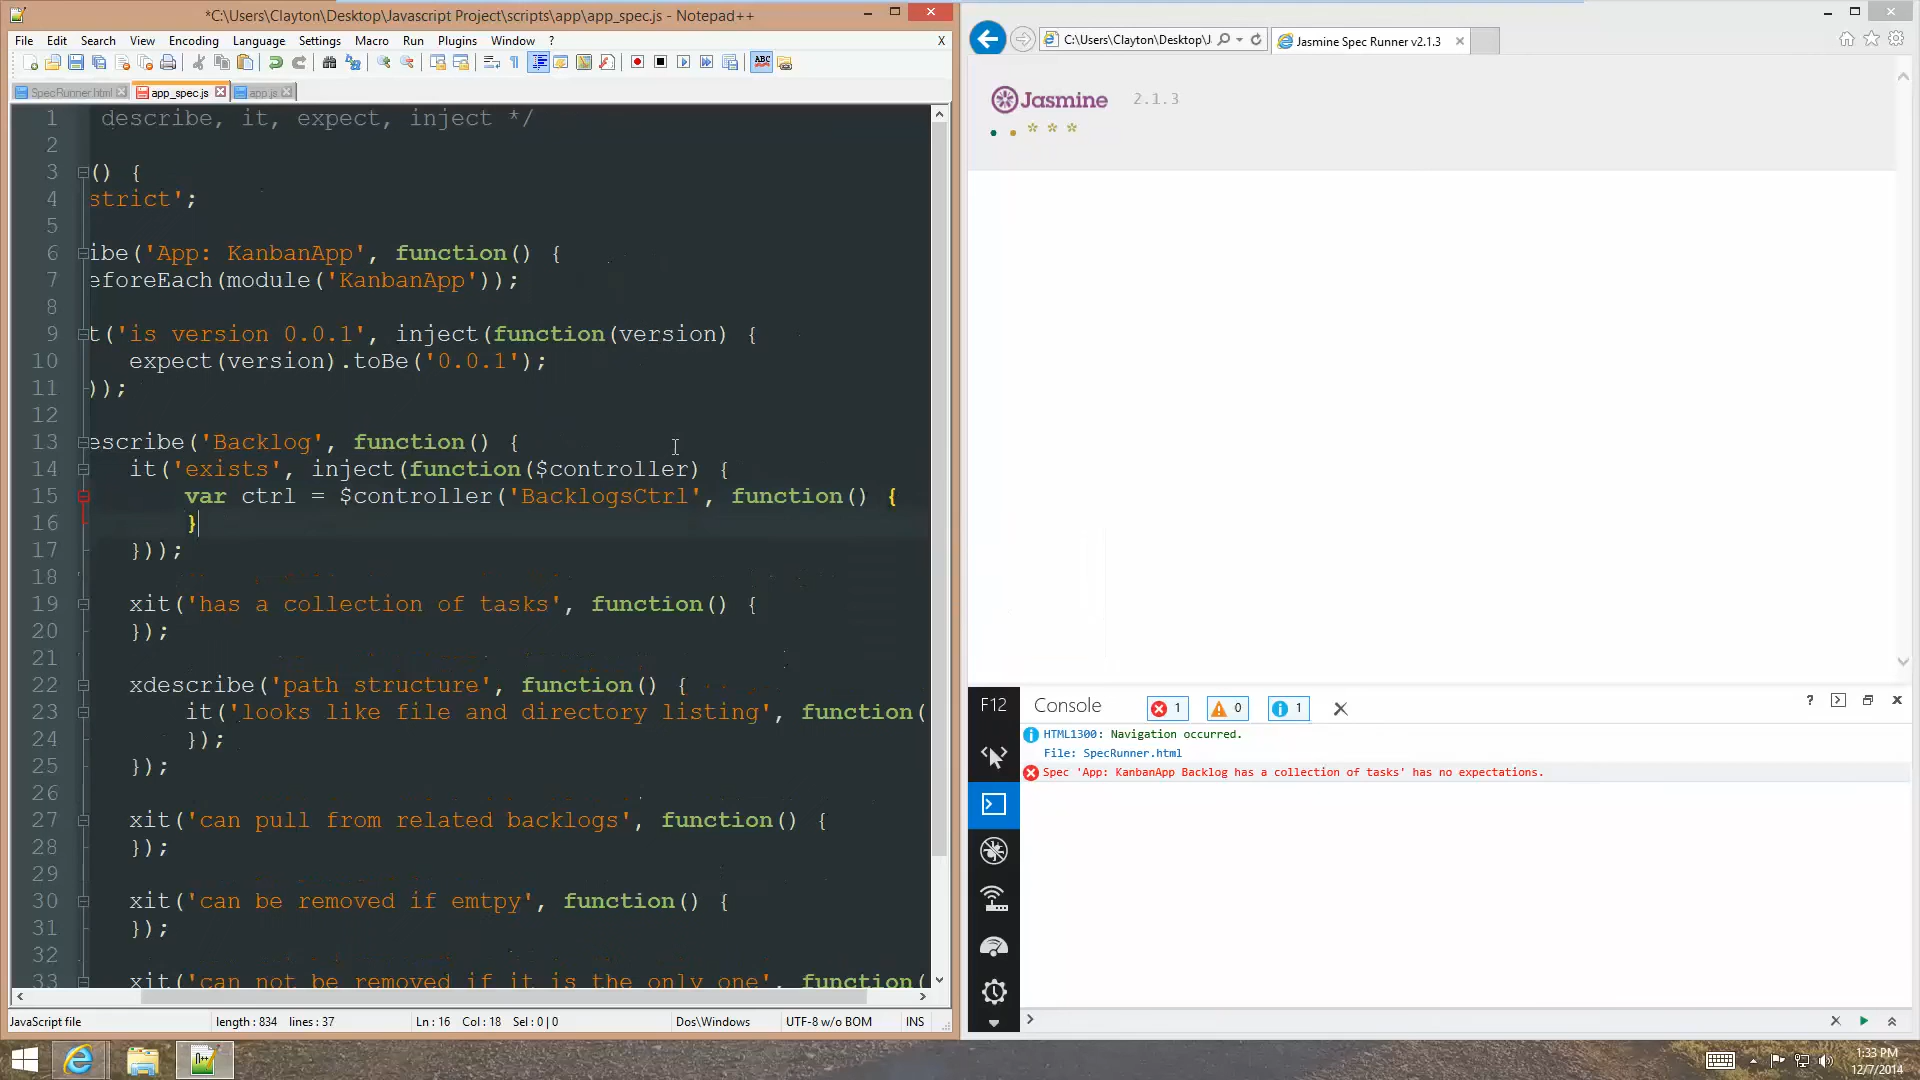 *C:\Users\Clayton\Desktop\Javascript Project\scripts\app\app_spec.js - Notepad++
File Edit Search View Encoding Language Settings Macro Run Plugins Window ? X
SpecRunner.html app_spec.js app.js
1 describe, it, expect, inject */
2
3 () {
4 strict';
5
6 ibe('App: KanbanApp', function() {
7 eforeEach(module('KanbanApp'));
8
9 t('is version 0.0.1', inject(function(version) {
10 expect(version).toBe('0.0.1');
11 ));
12
13 escribe('Backlog', function() {
14 it('exists', inject(function($controller) {
15 var ctrl = $controller('BacklogsCtrl', function() {
16 }
17 }));
18
19 xit('has a collection of tasks', function() {
20 });
21
22 xdescribe('path structure', function() {
23 it('looks like file and directory listing', function(
24 });
25 });
26
27 xit('can pull from related backlogs', function() {
28 });
29
30 xit('can be removed if emtpy', function() {
31 });
32
33 xit('can not be removed if it is the only one', function(
JavaScript file length : 834 lines : 37 Ln : 16 Col : 18 Sel : 0 | 0 Dos\Windows UTF-8 w/o BOM INS
C:\Users\Clayton\Desktop\J
Jasmine Spec Runner v2.1.3
Jasmine 2.1.3
F12 Console 1 0 1 ?
HTML1300: Navigation occurred.
File: SpecRunner.html
Spec 'App: KanbanApp Backlog has a collection of tasks' has no expectations.
1:33 PM
12/7/2014